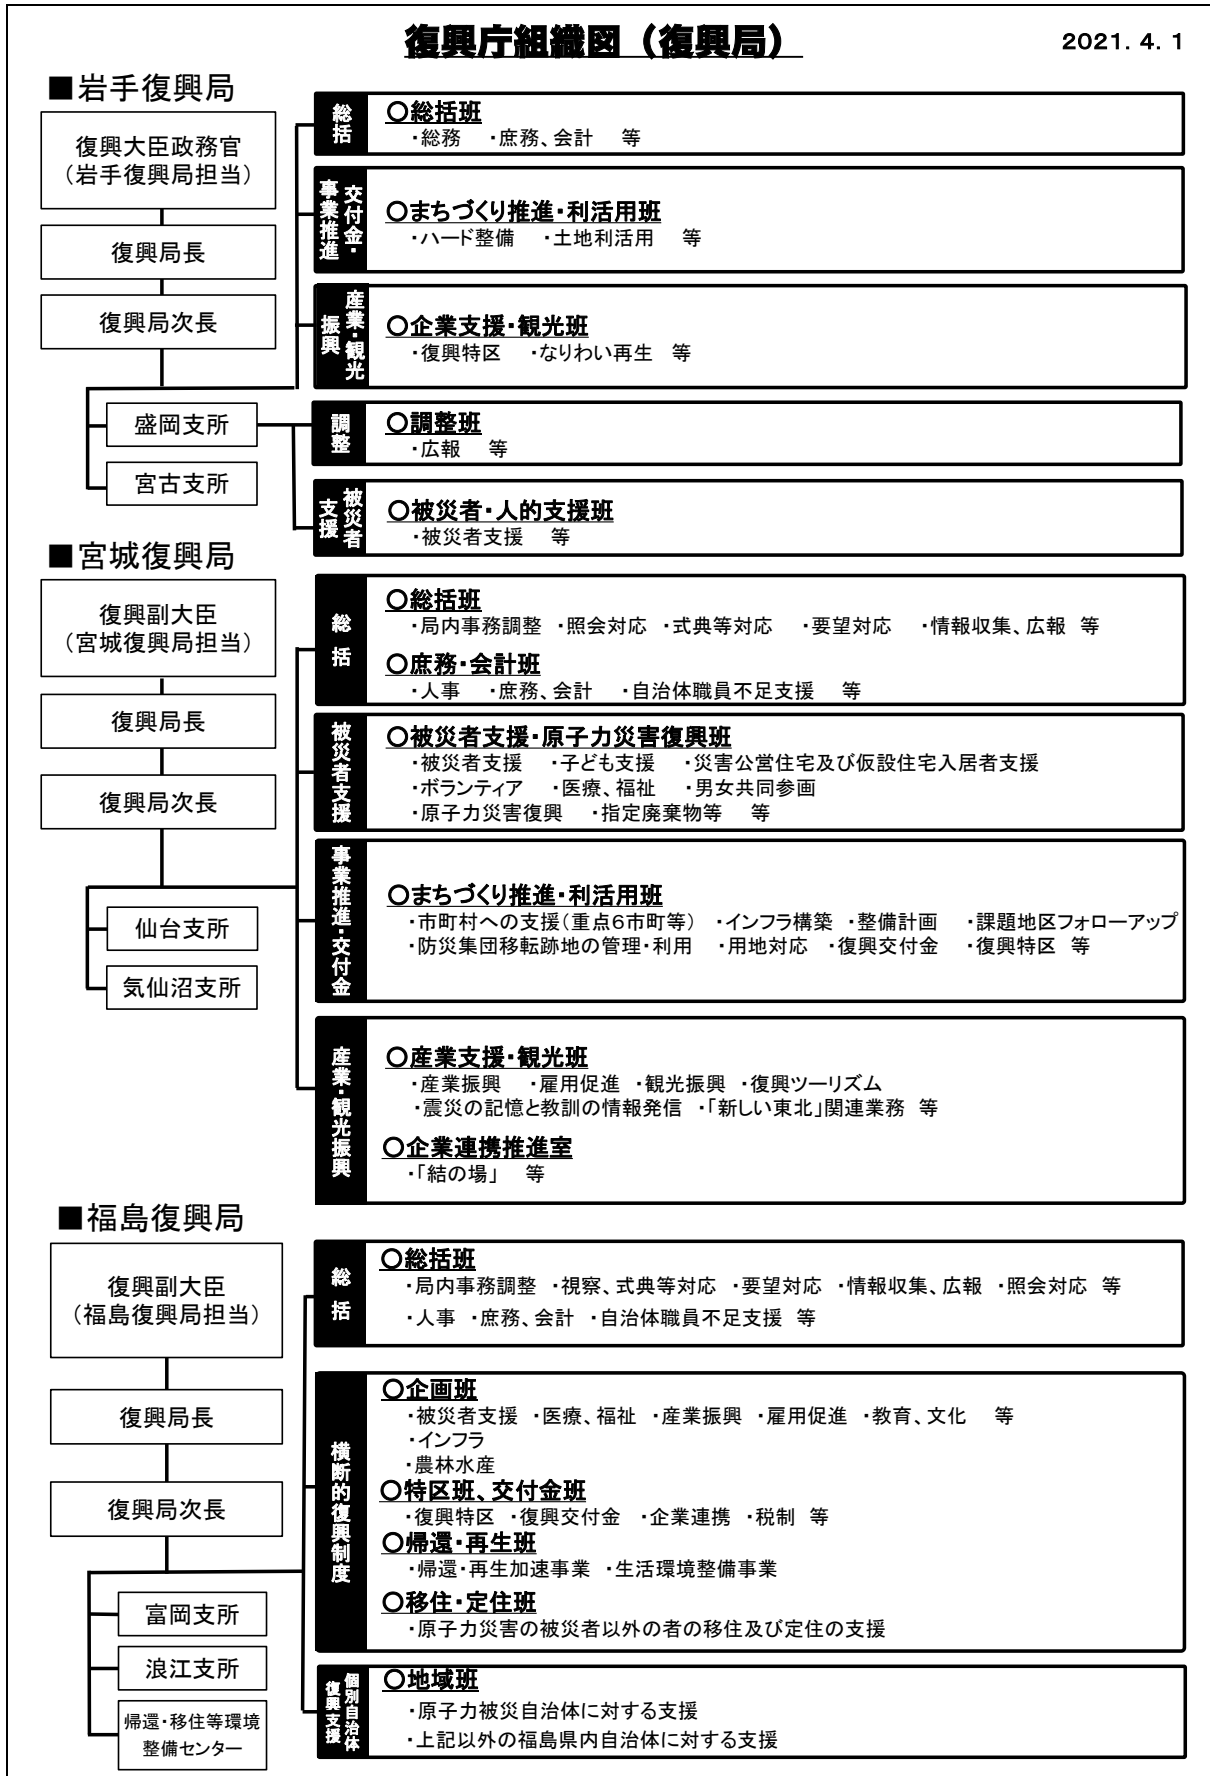 復興庁組織図（復興局）
2021.4.1
■岩手復興局
復興大臣政務官
（岩手復興局担当）
復興局長
復興局次長
盛岡支所
宮古支所
総括
○総括班
・総務　・庶務、会計　等
交付金・
事業推進
○まちづくり推進・利活用班
・ハード整備　・土地利活用　等
産業・観光
振興
○企業支援・観光班
・復興特区　・なりわい再生　等
調整
○調整班
・広報　等
被災者
支援
○被災者・人的支援班
・被災者支援　等
■宮城復興局
復興副大臣
（宮城復興局担当）
復興局長
復興局次長
仙台支所
気仙沼支所
総括
○総括班
・局内事務調整　・照会対応　・式典等対応　・要望対応　・情報収集、広報　等
○庶務・会計班
・人事　・庶務、会計　・自治体職員不足支援　等
被災者支援
○被災者支援・原子力災害復興班
・被災者支援　・子ども支援　・災害公営住宅及び仮設住宅入居者支援
・ボランティア　・医療、福祉　・男女共同参画
・原子力災害復興　・指定廃棄物等　等
事業推進・交付金
○まちづくり推進・利活用班
・市町村への支援（重点６市町等）　・インフラ構築　・整備計画　・課題地区フォローアップ
・防災集団移転跡地の管理・利用　・用地対応　・復興交付金　・復興特区　等
産業・観光振興
○産業支援・観光班
・産業振興　・雇用促進　・観光振興　・復興ツーリズム
・震災の記憶と教訓の情報発信　・「新しい東北」関連業務　等
○企業連携推進室
・「結の場」　等
■福島復興局
復興副大臣
（福島復興局担当）
復興局長
復興局次長
富岡支所
浪江支所
帰還・移住等環境
整備センター
総括
○総括班
・局内事務調整　・視察、式典等対応　・要望対応　・情報収集、広報　・照会対応　等
・人事　・庶務、会計　・自治体職員不足支援　等
横断的復興制度
○企画班
・被災者支援　・医療、福祉　・産業振興　・雇用促進　・教育、文化　等
・インフラ
・農林水産
○特区班、交付金班
・復興特区　・復興交付金　・企業連携　・税制　等
○帰還・再生班
・帰還・再生加速事業　・生活環境整備事業
○移住・定住班
・原子力災害の被災者以外の者の移住及び定住の支援
個別自治体
復興支援
○地域班
・原子力被災自治体に対する支援
・上記以外の福島県内自治体に対する支援